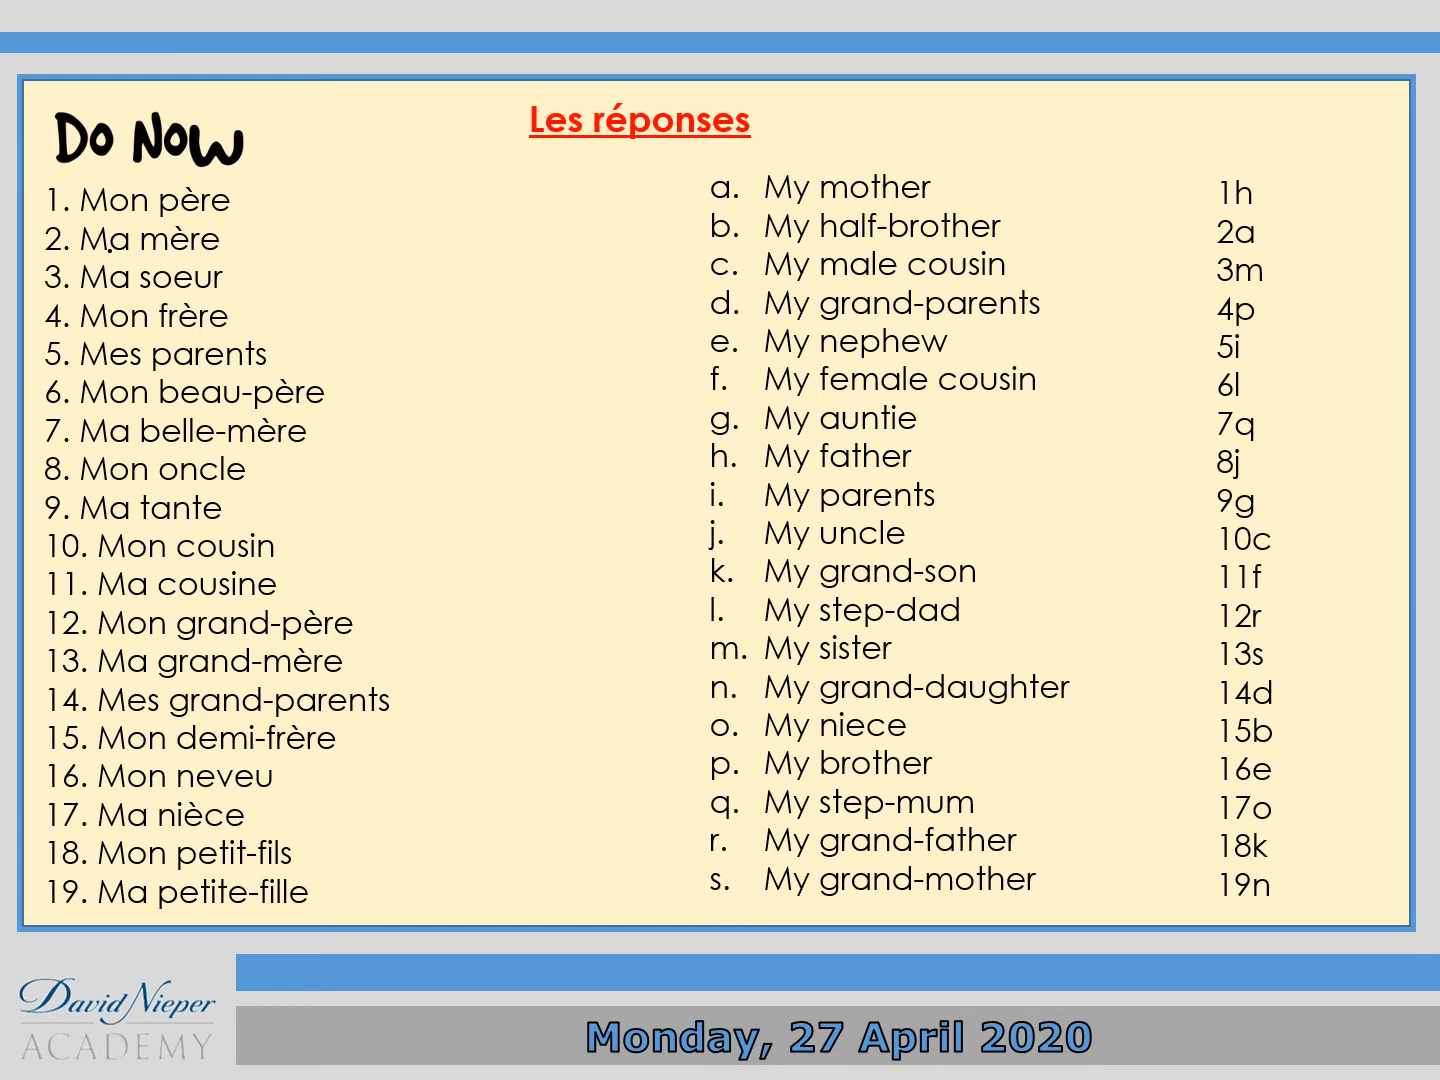 Do Now
Les réponses
1. Mon père
2. Ma mère
3. Ma soeur
4. Mon frère
5. Mes parents
6. Mon beau-père
7. Ma belle-mère
8. Mon oncle
9. Ma tante
10. Mon cousin
11. Ma cousine
12. Mon grand-père
13. Ma grand-mère
14. Mes grand-parents
15. Mon demi-frère
16. Mon neveu
17. Ma nièce
18. Mon petit-fils
19. Ma petite-fille
a. My mother
b. My half-brother
c. My male cousin
d. My grand-parents
e. My nephew
f. My female cousin
g. My auntie
h. My father
i. My parents
j. My uncle
k. My grand-son
l. My step-dad
m. My sister
n. My grand-daughter
o. My niece
p. My brother
q. My step-mum
r. My grand-father
s. My grand-mother
1h
2a
3m
4p
5i
6l
7q
8j
9g
10c
11f
12r
13s
14d
15b
16e
17o
18k
19n
David Nieper
ACADEMY
Monday, 27 April 2020